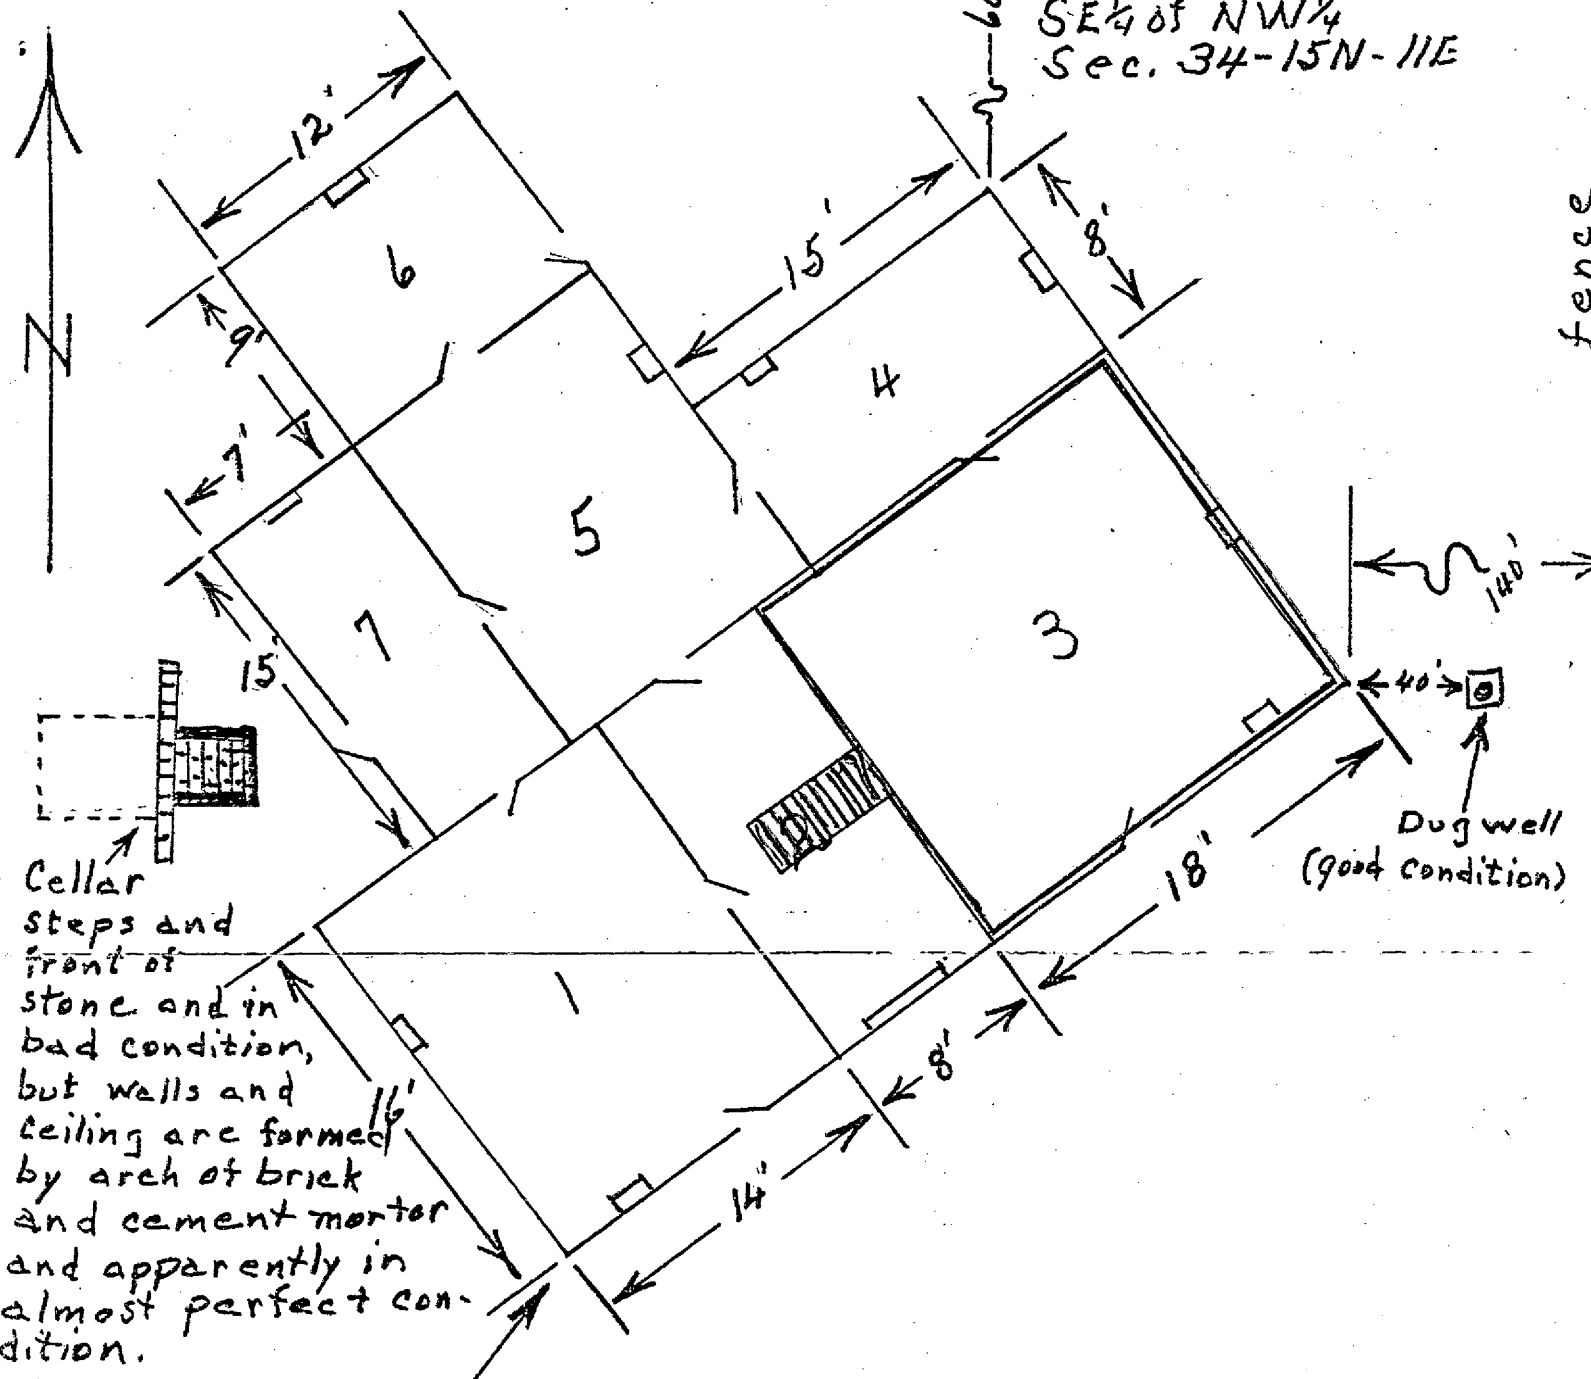 SE¼ of NW¼
Sec. 34-15N-11E
N
12'
15'
8'
fence
6
9'
4
7'
5
3
140'
7
15'
40'
2
Dug well
(good condition)
18'
Cellar
steps and
front of
stone and in
bad condition,
but walls and
ceiling are formed
by arch of brick
and cement mortor
and apparently in
almost perfect con-
dition.
1
16'
8'
14'